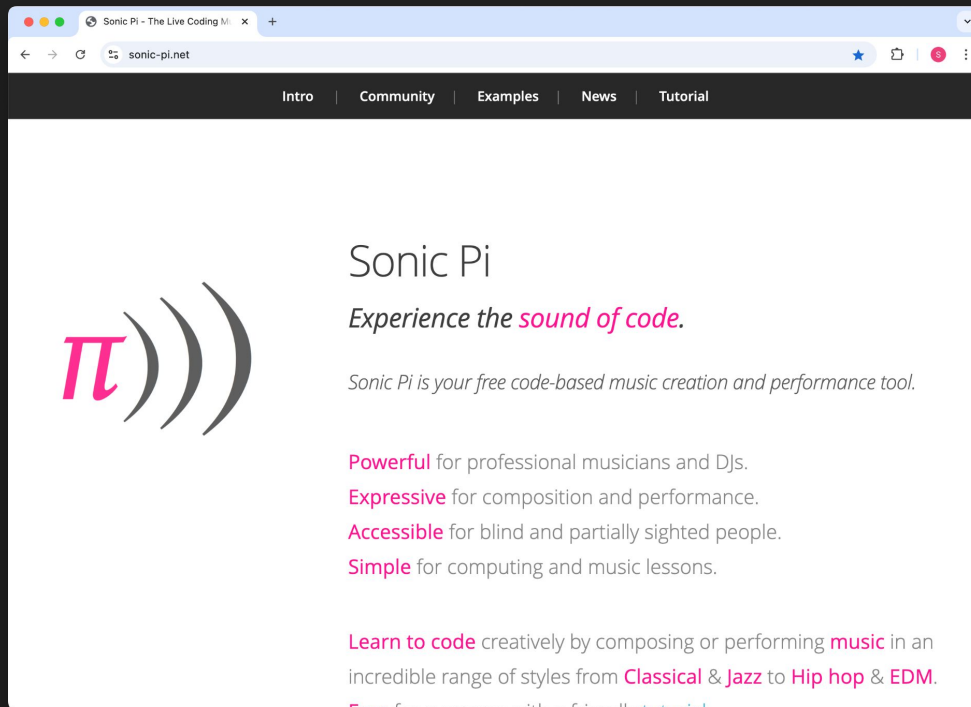 Sonic Pi - The Live Coding M
sonic-pi.net
S
Intro | Community | Examples | News | Tutorial
π
Sonic Pi
Experience the sound of code.
Sonic Pi is your free code-based music creation and performance tool.
Powerful for professional musicians and DJs.
Expressive for composition and performance.
Accessible for blind and partially sighted people.
Simple for computing and music lessons.
Learn to code creatively by composing or performing music in an
incredible range of styles from Classical & Jazz to Hip hop & EDM.